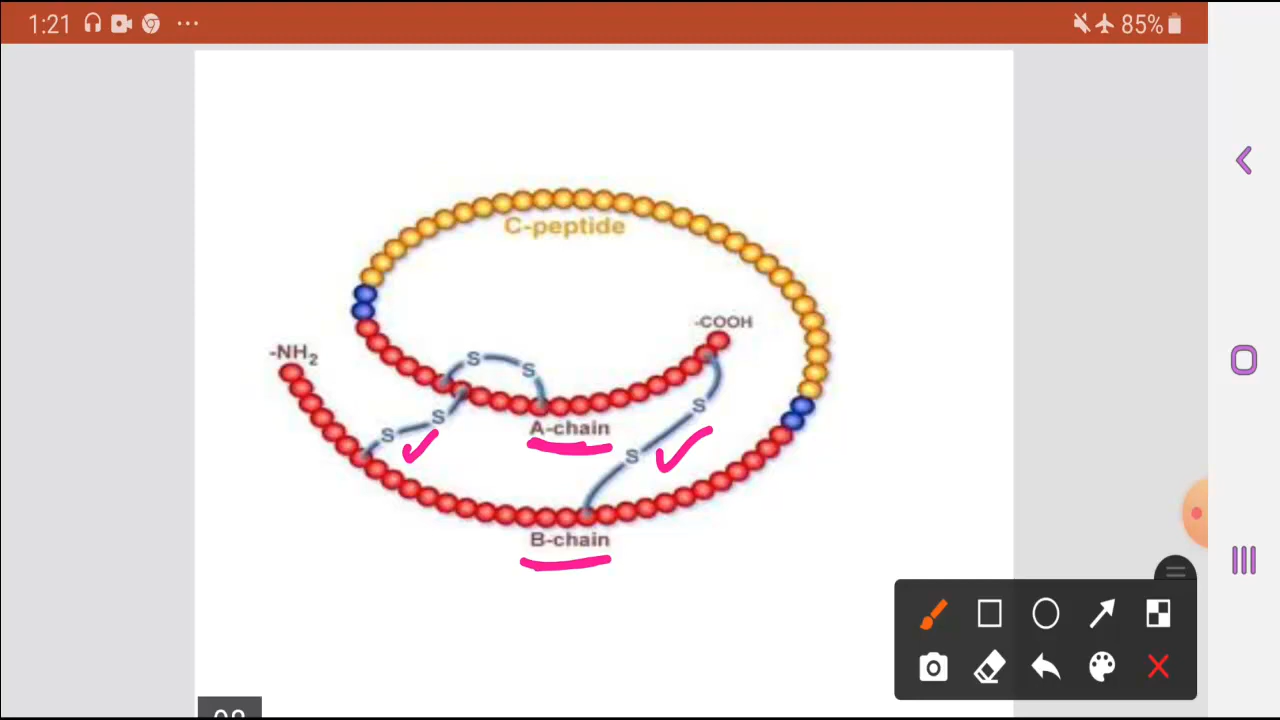 1:21 85%
C-peptide
-COOH
-NH2
S S
S S
S
S
A-chain
B-chain